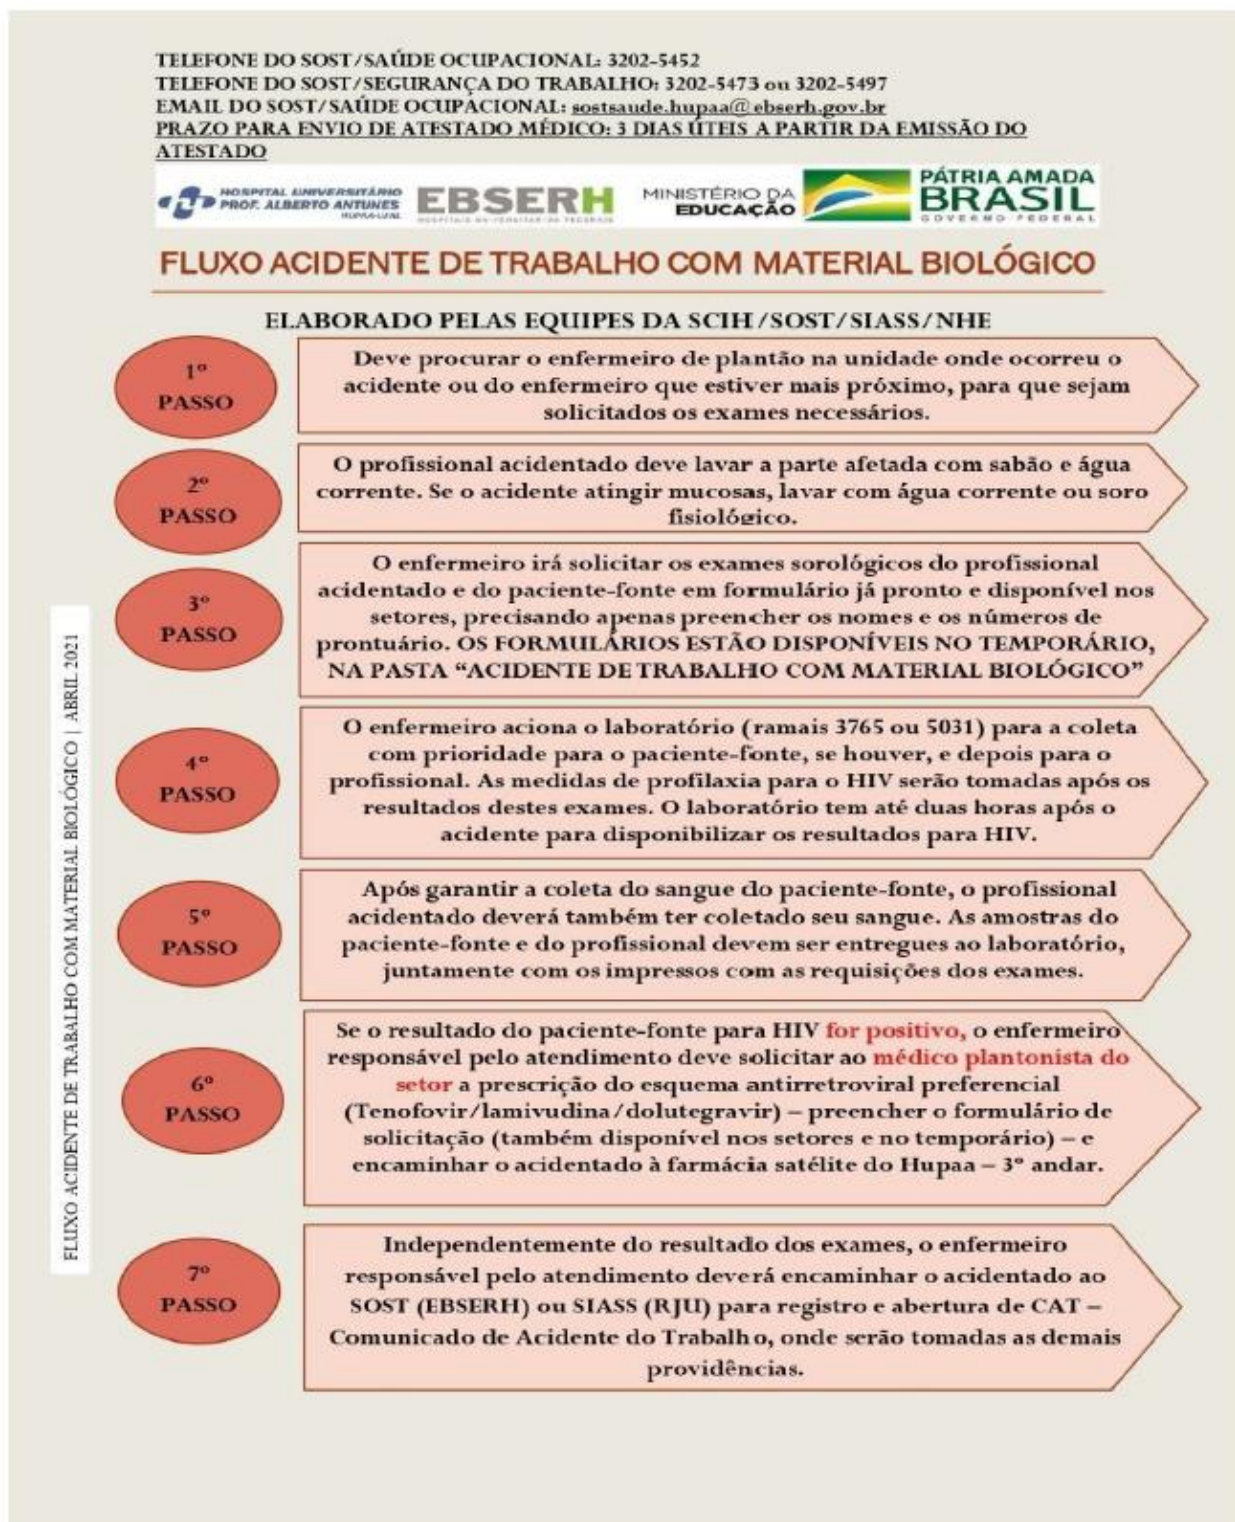 TELEFONE DO SOST/SAÚDE OCUPACIONAL: 3202-5452
TELEFONE DO SOST/SEGURANÇA DO TRABALHO: 3202-5473 ou 3202-5497
EMAIL DO SOST/SAÚDE OCUPACIONAL: sostsaude.hupaa@ebserh.gov.br
PRAZO PARA ENVIO DE ATESTADO MÉDICO: 3 DIAS ÚTEIS A PARTIR DA EMISSÃO DO
ATESTADO
HOSPITAL UNIVERSITÁRIO
PROF. ALBERTO ANTUNES
HUPAA-UFAL
EBSERH
HOSPITAIS UNIVERSITÁRIOS FEDERAIS
MINISTÉRIO DA
EDUCAÇÃO
PÁTRIA AMADA
BRASIL
GOVERNO FEDERAL
FLUXO ACIDENTE DE TRABALHO COM MATERIAL BIOLÓGICO
ELABORADO PELAS EQUIPES DA SCIH/SOST/SIASS/NHE
1º
PASSO
Deve procurar o enfermeiro de plantão na unidade onde ocorreu o
acidente ou do enfermeiro que estiver mais próximo, para que sejam
solicitados os exames necessários.
2º
PASSO
O profissional acidentado deve lavar a parte afetada com sabão e água
corrente. Se o acidente atingir mucosas, lavar com água corrente ou soro
fisiológico.
3º
PASSO
O enfermeiro irá solicitar os exames sorológicos do profissional
acidentado e do paciente-fonte em formulário já pronto e disponível nos
setores, precisando apenas preencher os nomes e os números de
prontuário. OS FORMULÁRIOS ESTÃO DISPONÍVEIS NO TEMPORÁRIO,
NA PASTA “ACIDENTE DE TRABALHO COM MATERIAL BIOLÓGICO”
4º
PASSO
O enfermeiro aciona o laboratório (ramais 3765 ou 5031) para a coleta
com prioridade para o paciente-fonte, se houver, e depois para o
profissional. As medidas de profilaxia para o HIV serão tomadas após os
resultados destes exames. O laboratório tem até duas horas após o
acidente para disponibilizar os resultados para HIV.
5º
PASSO
Após garantir a coleta do sangue do paciente-fonte, o profissional
acidentado deverá também ter coletado seu sangue. As amostras do
paciente-fonte e do profissional devem ser entregues ao laboratório,
juntamente com os impressos com as requisições dos exames.
6º
PASSO
Se o resultado do paciente-fonte para HIV for positivo, o enfermeiro
responsável pelo atendimento deve solicitar ao médico plantonista do
setor a prescrição do esquema antirretroviral preferencial
(Tenofovir/lamivudina/dolutegravir) – preencher o formulário de
solicitação (também disponível nos setores e no temporário) – e
encaminhar o acidentado à farmácia satélite do Hupaa – 3º andar.
7º
PASSO
Independentemente do resultado dos exames, o enfermeiro
responsável pelo atendimento deverá encaminhar o acidentado ao
SOST (EBSERH) ou SIASS (RJU) para registro e abertura de CAT –
Comunicado de Acidente do Trabalho, onde serão tomadas as demais
providências.
FLUXO ACIDENTE DE TRABALHO COM MATERIAL BIOLÓGICO | ABRIL 2021